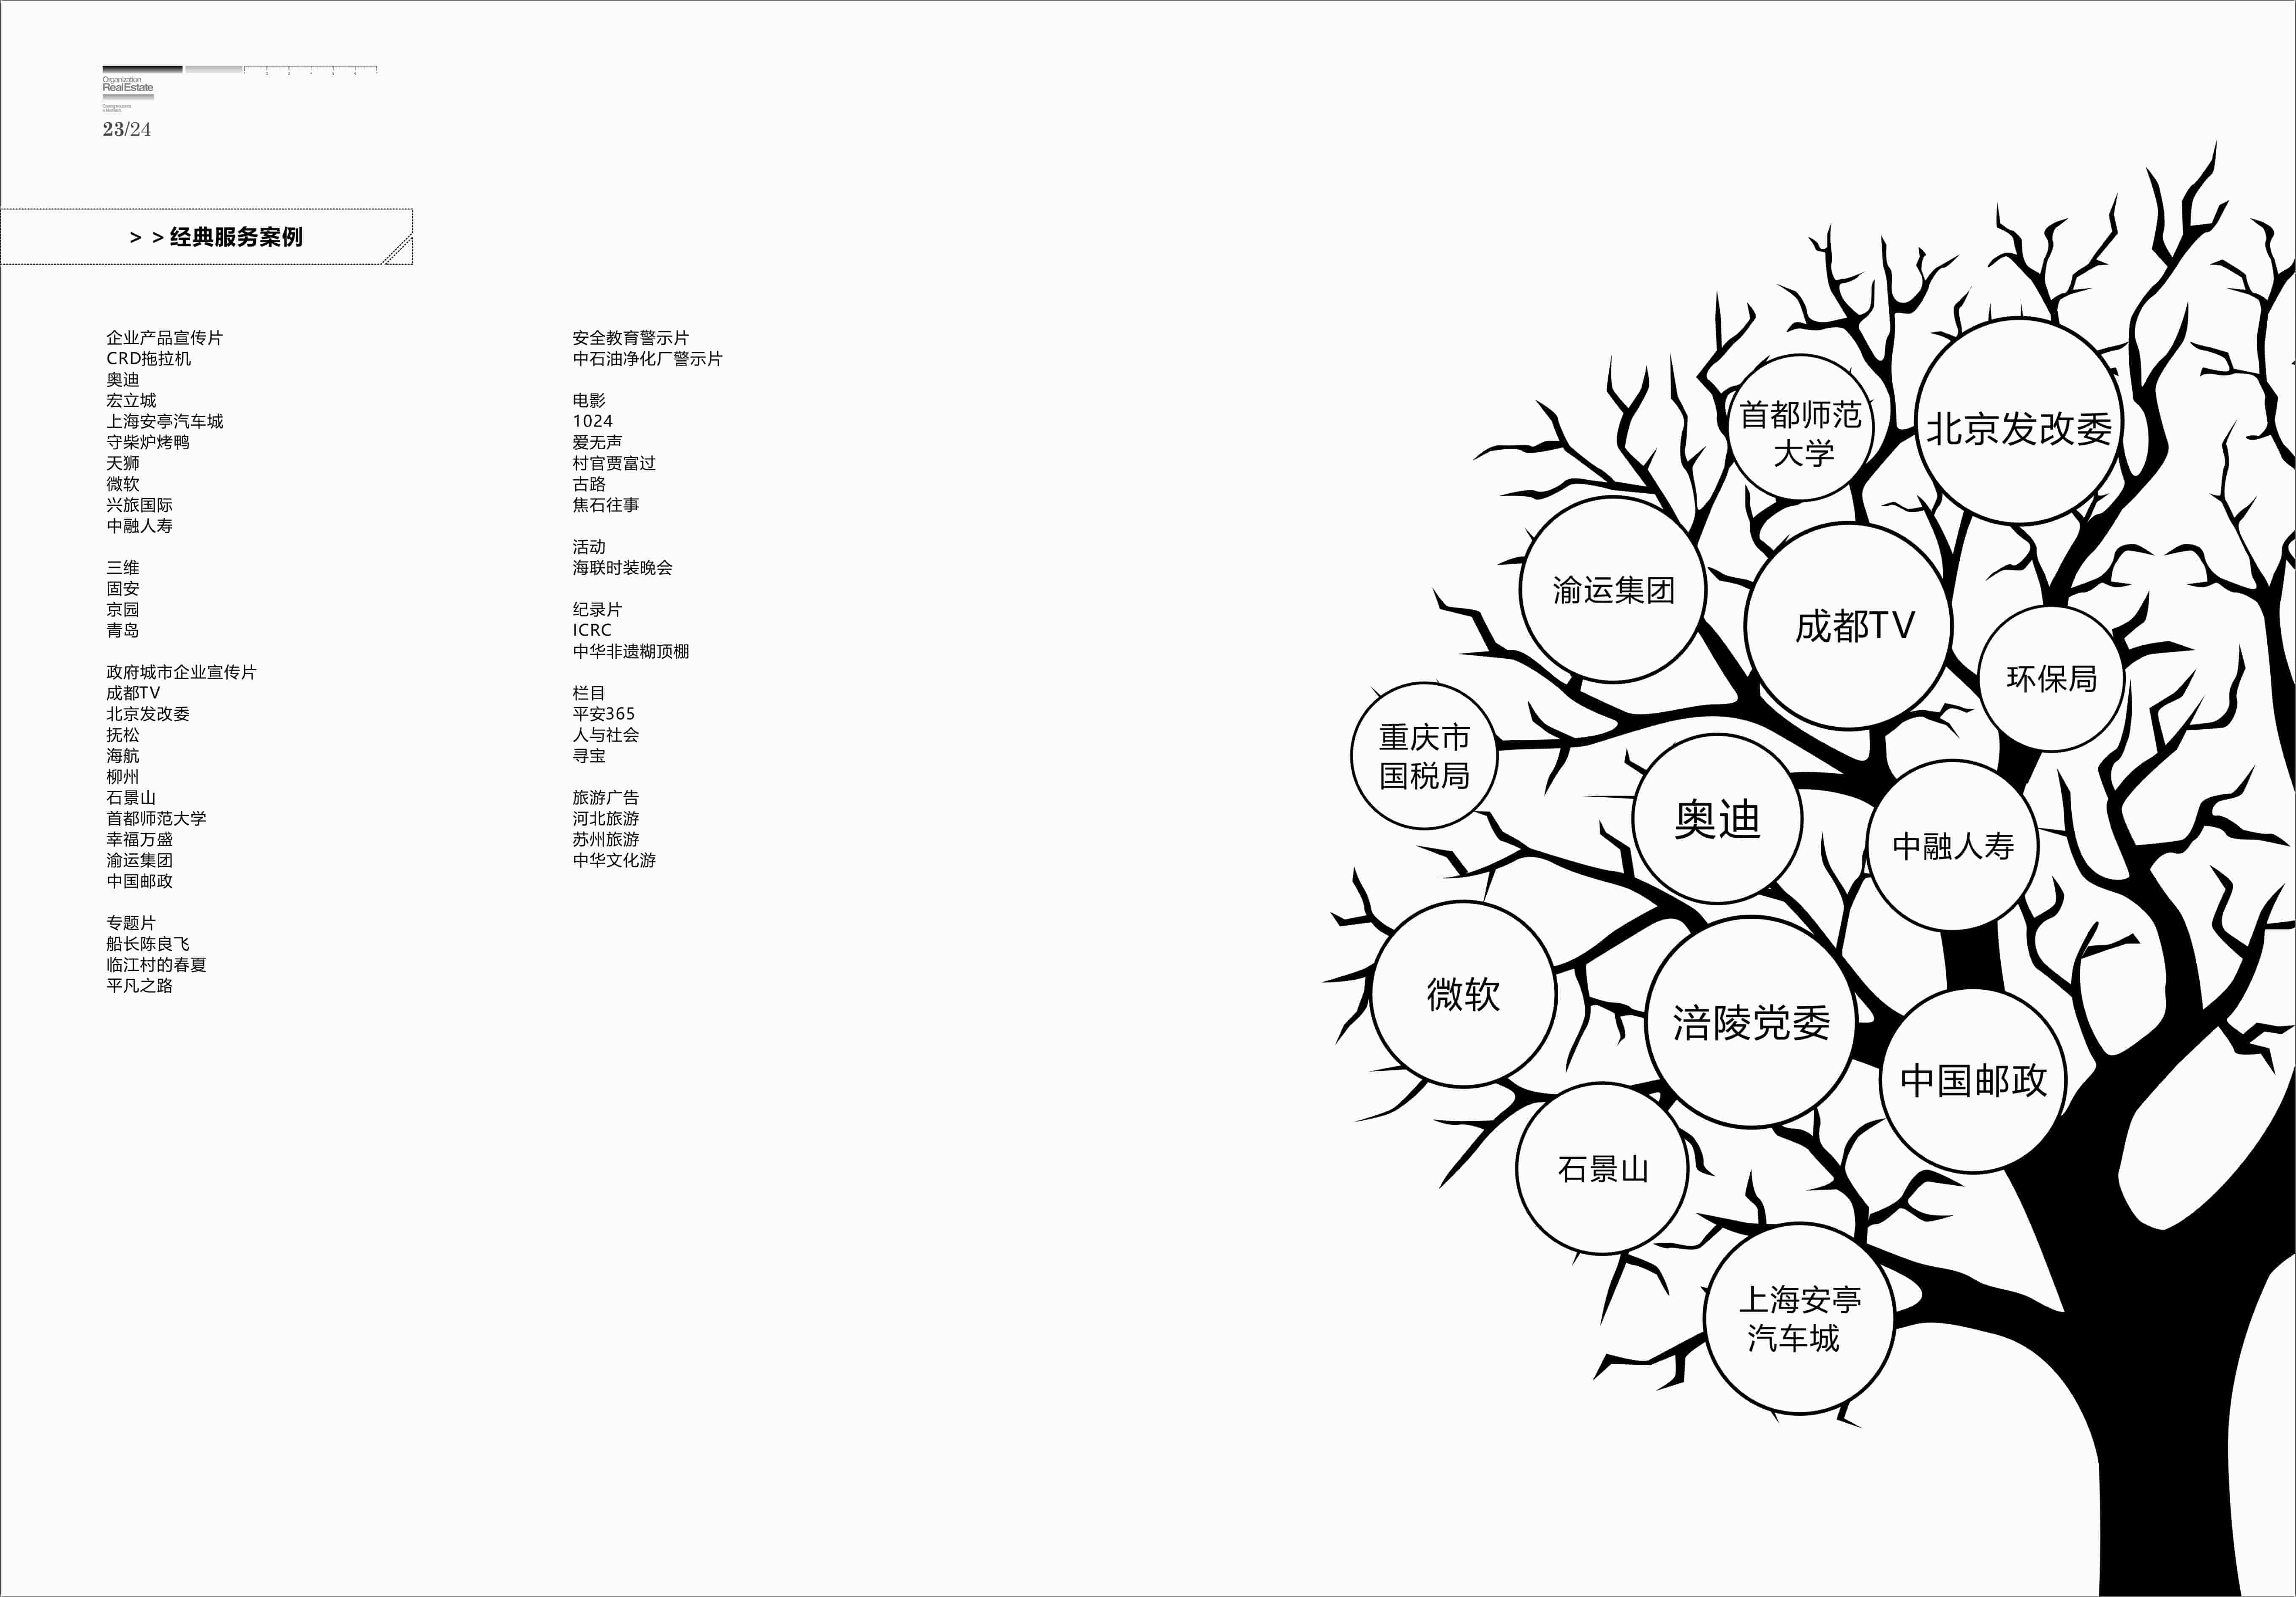 Organization
RealEstate
23/24
> >经典服务案例
企业产品宣传片
CRD拖拉机
奥迪
宏立城
上海安亭汽车城
守柴炉烤鸭
天狮
微软
兴旅国际
中融人寿
三维
固安
京园
青岛
政府城市企业宣传片
成都TV
北京发改委
抚松
海航
柳州
石景山
首都师范大学
幸福万盛
渝运集团
中国邮政
专题片
船长陈良飞
临江村的春夏
平凡之路
安全教育警示片
中石油净化厂警示片
电影
1024
爱无声
村官贾富过
古路
焦石往事
活动
海联时装晚会
纪录片
ICRC
中华非遗糊顶棚
栏目
平安365
人与社会
寻宝
旅游广告
河北旅游
苏州旅游
中华文化游
首都师范
大学
北京发改委
渝运集团
成都TV
环保局
重庆市
国税局
奥迪
中融人寿
微软
涪陵党委
中国邮政
石景山
上海安亭
汽车城